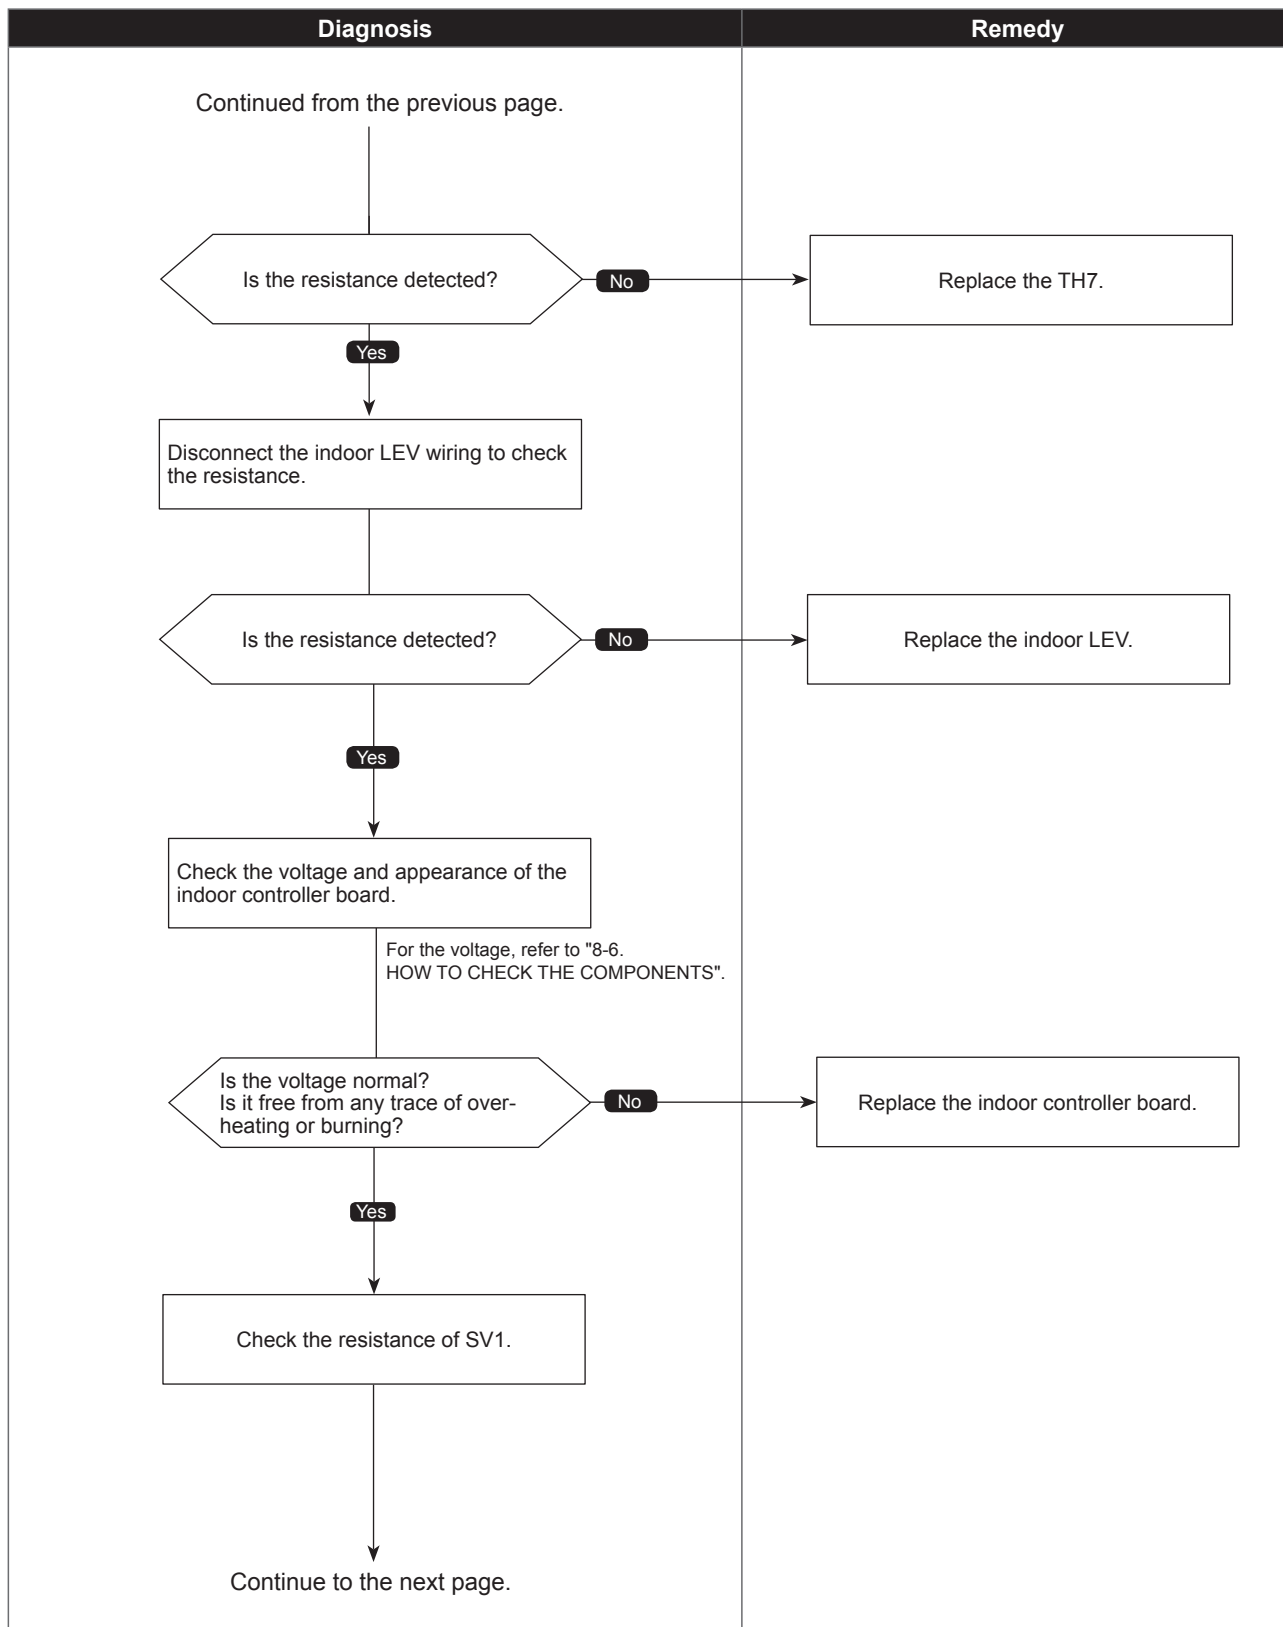 Diagnosis
Remedy
Continued from the previous page.
Is the resistance detected?
No
Replace the TH7.
Yes
Disconnect the indoor LEV wiring to check
the resistance.
Is the resistance detected?
No
Replace the indoor LEV.
Yes
Check the voltage and appearance of the
indoor controller board.
For the voltage, refer to "8-6.
HOW TO CHECK THE COMPONENTS".
Is the voltage normal?
Is it free from any trace of over-
heating or burning?
No
Replace the indoor controller board.
Yes
Check the resistance of SV1.
Continue to the next page.